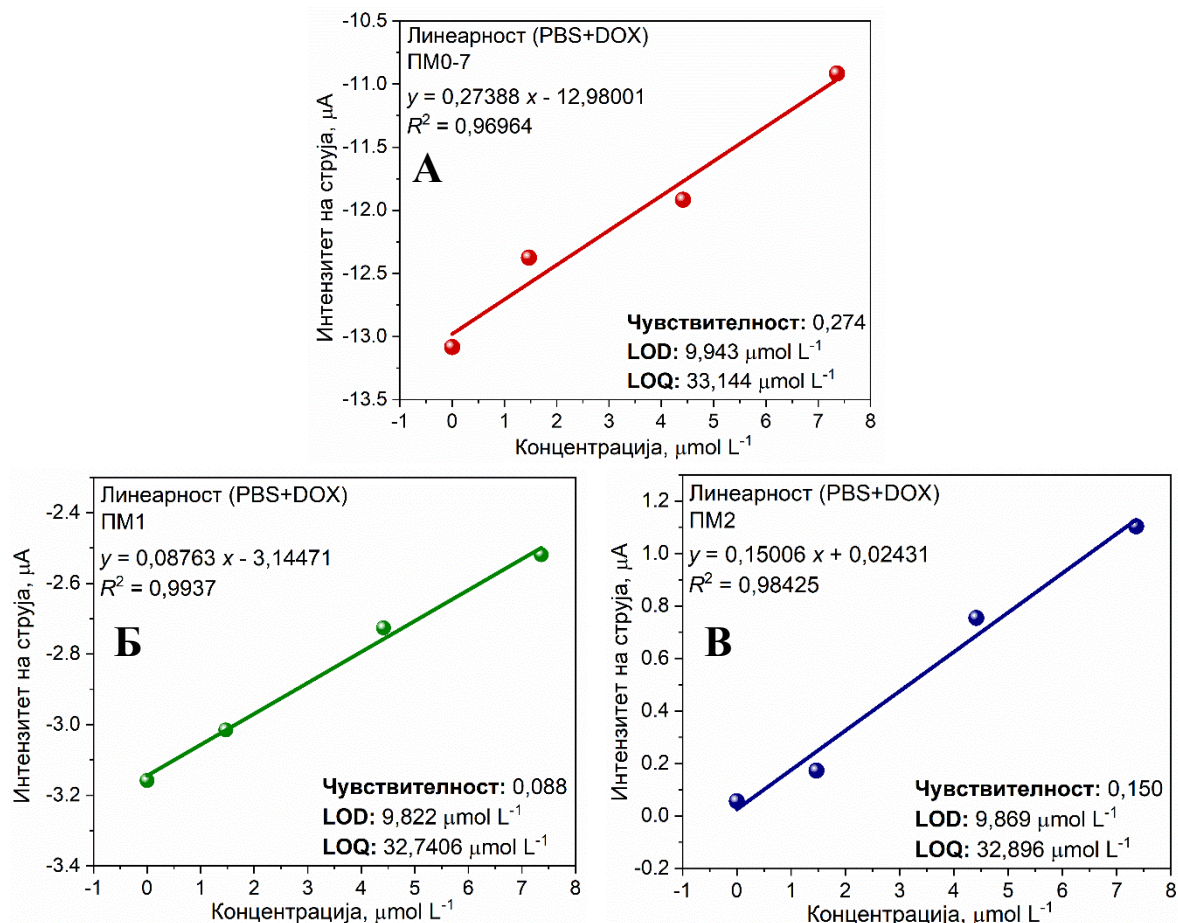 Линеарност (PBS+DOX)
ПМ0-7
y = 0,27388 x - 12,98001
R² = 0,96964
А
Чувствителност: 0,274
LOD: 9,943 μmol L⁻¹
LOQ: 33,144 μmol L⁻¹
Интензитет на струја, μA
-10.5
-11.0
-11.5
-12.0
-12.5
-13.0
-13.5
-1 0 1 2 3 4 5 6 7 8
Концентрација, μmol L⁻¹
Линеарност (PBS+DOX)
ПМ1
y = 0,08763 x - 3,14471
R² = 0,9937
Б
Чувствителност: 0,088
LOD: 9,822 μmol L⁻¹
LOQ: 32,7406 μmol L⁻¹
Интензитет на струја, μA
-2.4
-2.6
-2.8
-3.0
-3.2
-3.4
-1 0 1 2 3 4 5 6 7 8
Концентрација, μmol L⁻¹
Линеарност (PBS+DOX)
ПМ2
y = 0,15006 x + 0,02431
R² = 0,98425
В
Чувствителност: 0,150
LOD: 9,869 μmol L⁻¹
LOQ: 32,896 μmol L⁻¹
Интензитет на струја, μA
1.2
1.0
0.8
0.6
0.4
0.2
0.0
-0.2
-1 0 1 2 3 4 5 6 7 8
Концентрација, μmol L⁻¹